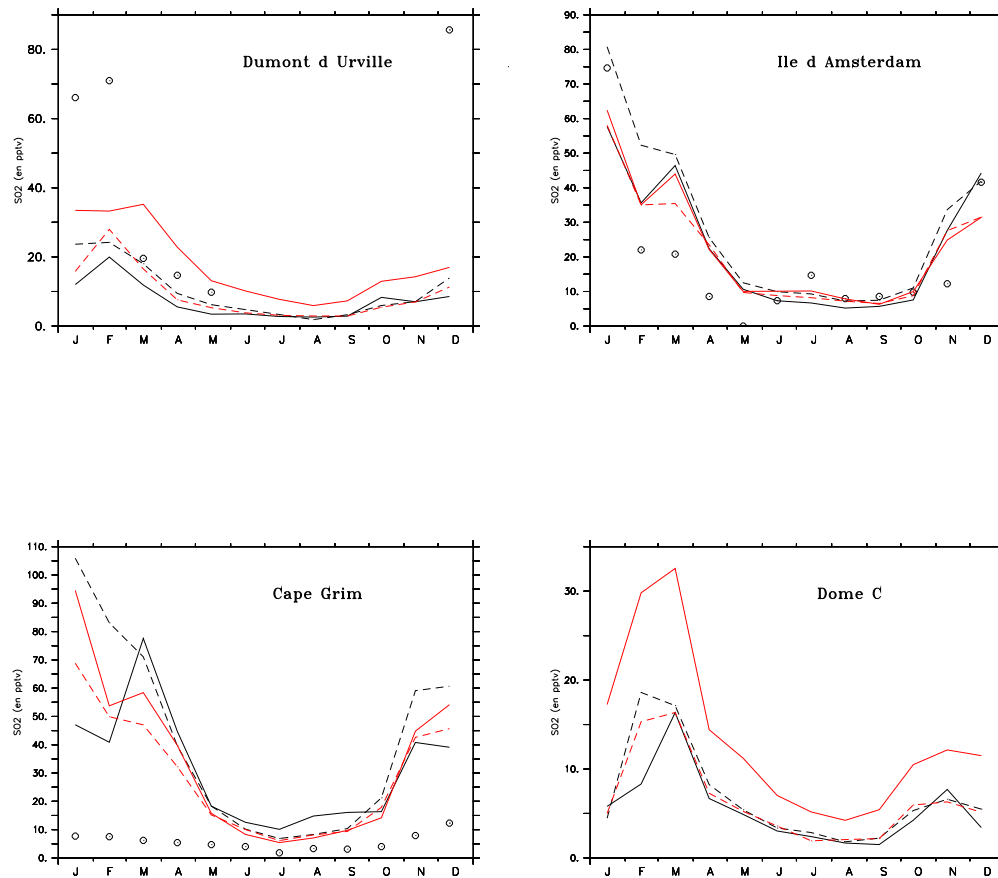 Dumont d Urville
SO2 (en pptv)
80.
60.
40.
20.
0.
J F M A M J J A S O N D
Ile d Amsterdam
SO2 (en pptv)
90.
80.
70.
60.
50.
40.
30.
20.
10.
0.
J F M A M J J A S O N D
Cape Grim
SO2 (en pptv)
110.
100.
90.
80.
70.
60.
50.
40.
30.
20.
10.
0.
J F M A M J J A S O N D
Dome C
SO2 (en pptv)
30.
20.
10.
0.
J F M A M J J A S O N D